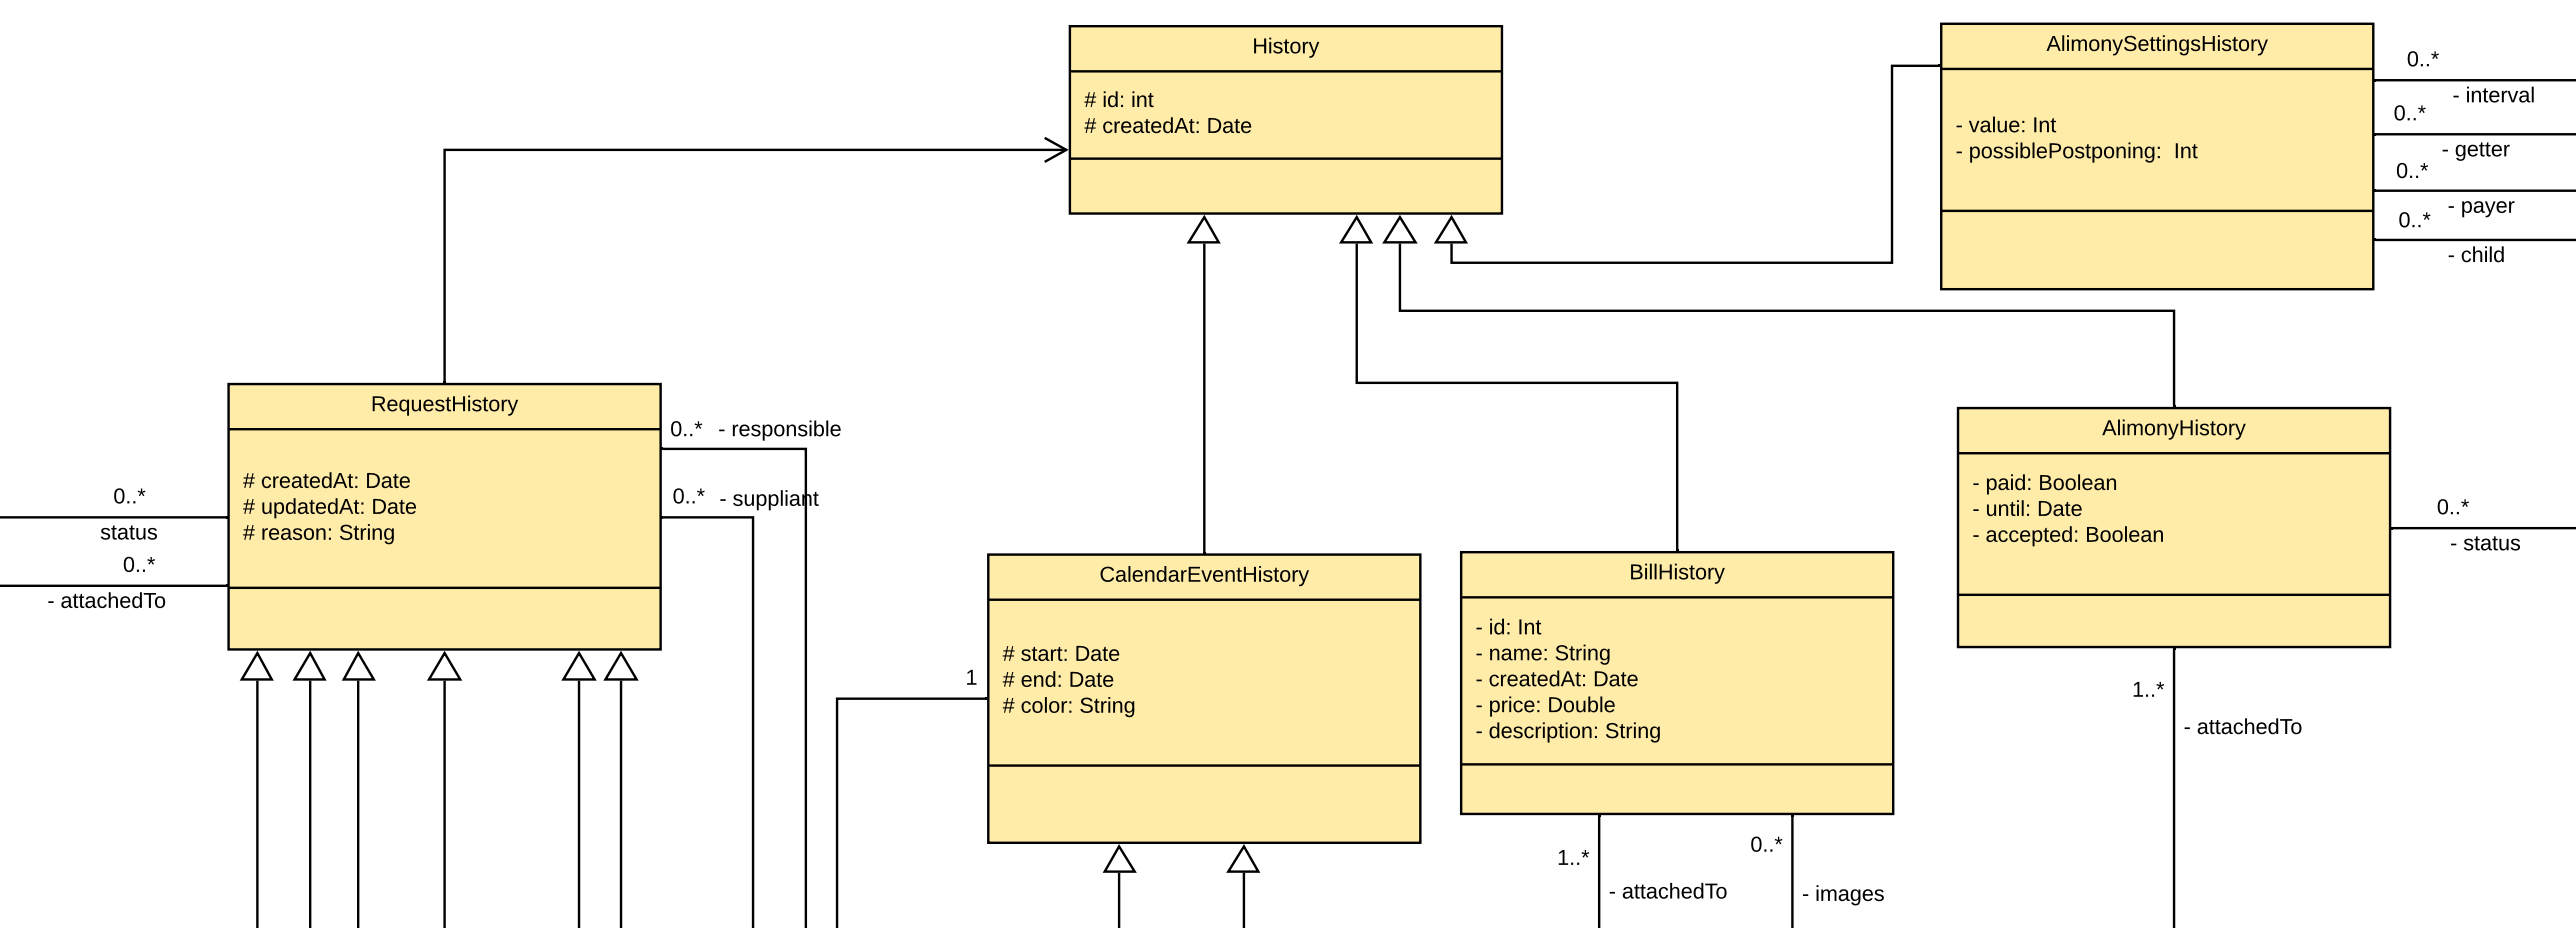 History
# id: int
# createdAt: Date
AlimonySettingsHistory
- value: Int
- possiblePostponing:  Int
0..*
- interval
0..*
- getter
0..*
- payer
0..*
- child
RequestHistory
# createdAt: Date
# updatedAt: Date
# reason: String
0..*
- responsible
0..*
- suppliant
0..*
status
0..*
- attachedTo
CalendarEventHistory
# start: Date
# end: Date
# color: String
1
BillHistory
- id: Int
- name: String
- createdAt: Date
- price: Double
- description: String
1..*
- attachedTo
0..*
- images
AlimonyHistory
- paid: Boolean
- until: Date
- accepted: Boolean
0..*
- status
1..*
- attachedTo